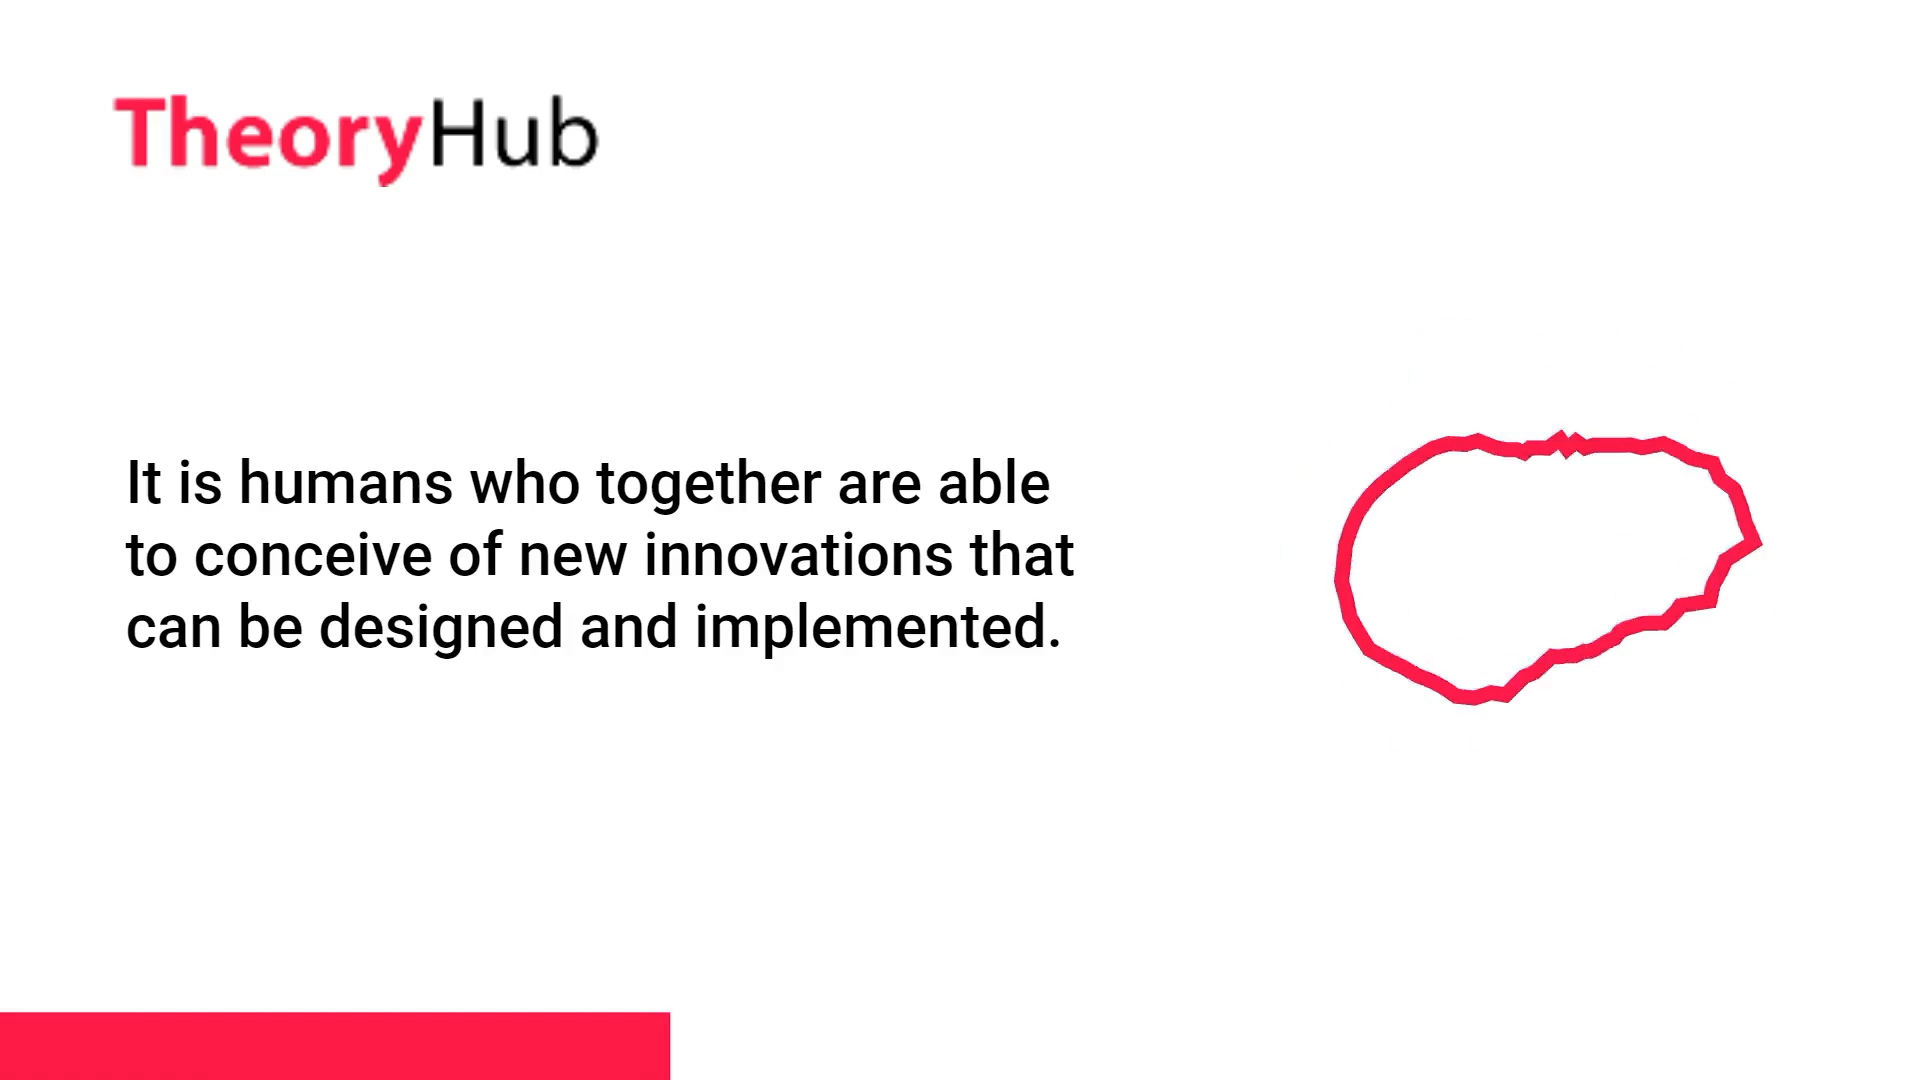 TheoryHub
It is humans who together are able
to conceive of new innovations that
can be designed and implemented.